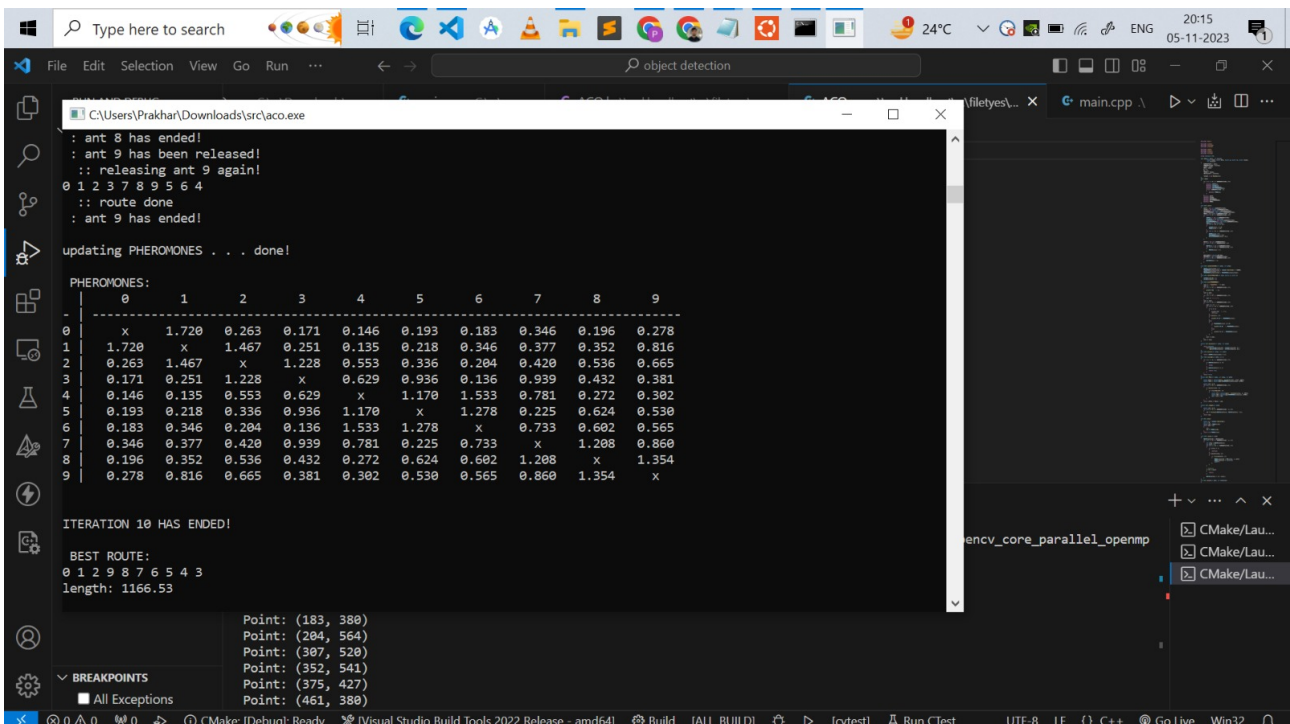 Type here to search
24°C
ENG
20:15
05-11-2023
File Edit Selection View Go Run ...
object detection
C:\Users\Prakhar\Downloads\src\aco.exe
\filetyes\...
main.cpp .\
: ant 8 has ended!
: ant 9 has been released!
:: releasing ant 9 again!
0 1 2 3 7 8 9 5 6 4
:: route done
: ant 9 has ended!
updating PHEROMONES . . . done!
PHEROMONES:
| 0 1 2 3 4 5 6 7 8 9
- | --------------------------------------------------------------------------
0 | x 1.720 0.263 0.171 0.146 0.193 0.183 0.346 0.196 0.278
1 | 1.720 x 1.467 0.251 0.135 0.218 0.346 0.377 0.352 0.816
2 | 0.263 1.467 x 1.228 0.553 0.336 0.204 0.420 0.536 0.665
3 | 0.171 0.251 1.228 x 0.629 0.936 0.136 0.939 0.432 0.381
4 | 0.146 0.135 0.553 0.629 x 1.170 1.533 0.781 0.272 0.302
5 | 0.193 0.218 0.336 0.936 1.170 x 1.278 0.225 0.624 0.530
6 | 0.183 0.346 0.204 0.136 1.533 1.278 x 0.733 0.602 0.565
7 | 0.346 0.377 0.420 0.939 0.781 0.225 0.733 x 1.208 0.860
8 | 0.196 0.352 0.536 0.432 0.272 0.624 0.602 1.208 x 1.354
9 | 0.278 0.816 0.665 0.381 0.302 0.530 0.565 0.860 1.354 x
ITERATION 10 HAS ENDED!
BEST ROUTE:
0 1 2 9 8 7 6 5 4 3
length: 1166.53
encv_core_parallel_openmp
CMake/Lau...
CMake/Lau...
CMake/Lau...
Point: (183, 380)
Point: (204, 564)
Point: (307, 520)
Point: (352, 541)
Point: (375, 427)
Point: (461, 380)
BREAKPOINTS
All Exceptions
0 0 0 CMake: [Debug]: Ready [Visual Studio Build Tools 2022 Release - amd64] Build [ALL_BUILD] Run CTest UTF-8 LF {} C++ Go Live Win32